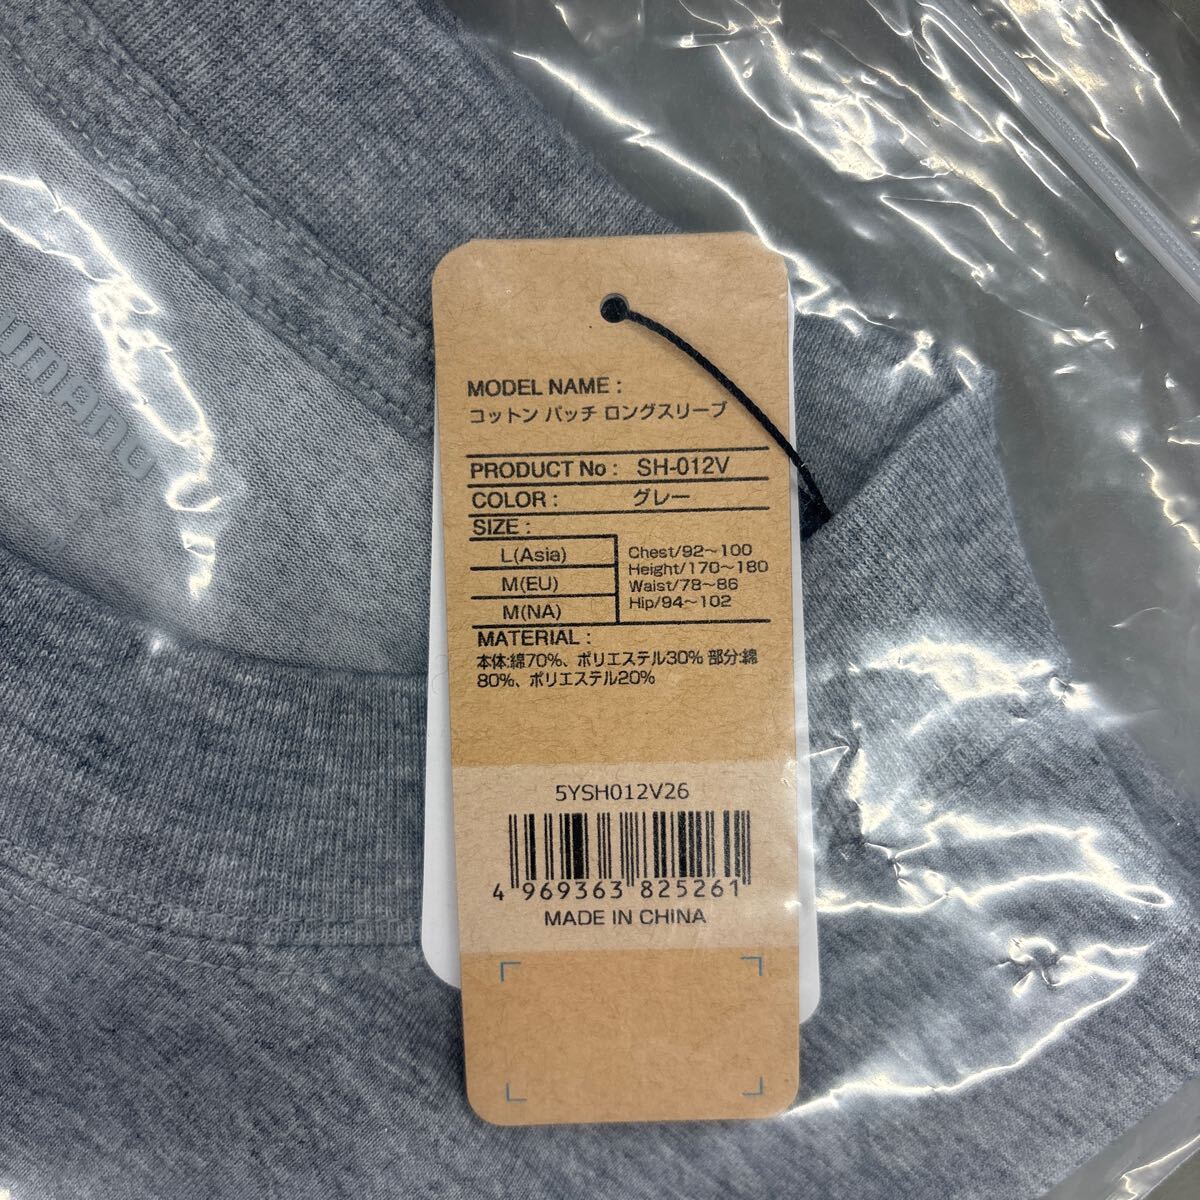 SHIMANO
MODEL NAME :
コットン パッチ ロングスリーブ
PRODUCT No : SH-012V
COLOR : グレー
SIZE :
L(Asia)
M(EU)
M(NA)
Chest/92〜100
Height/170〜180
Waist/78〜86
Hip/94〜102
MATERIAL :
本体:綿70%、ポリエステル30% 部分:綿
80%、ポリエステル20%
5YSH012V26
4 969363 825261
MADE IN CHINA